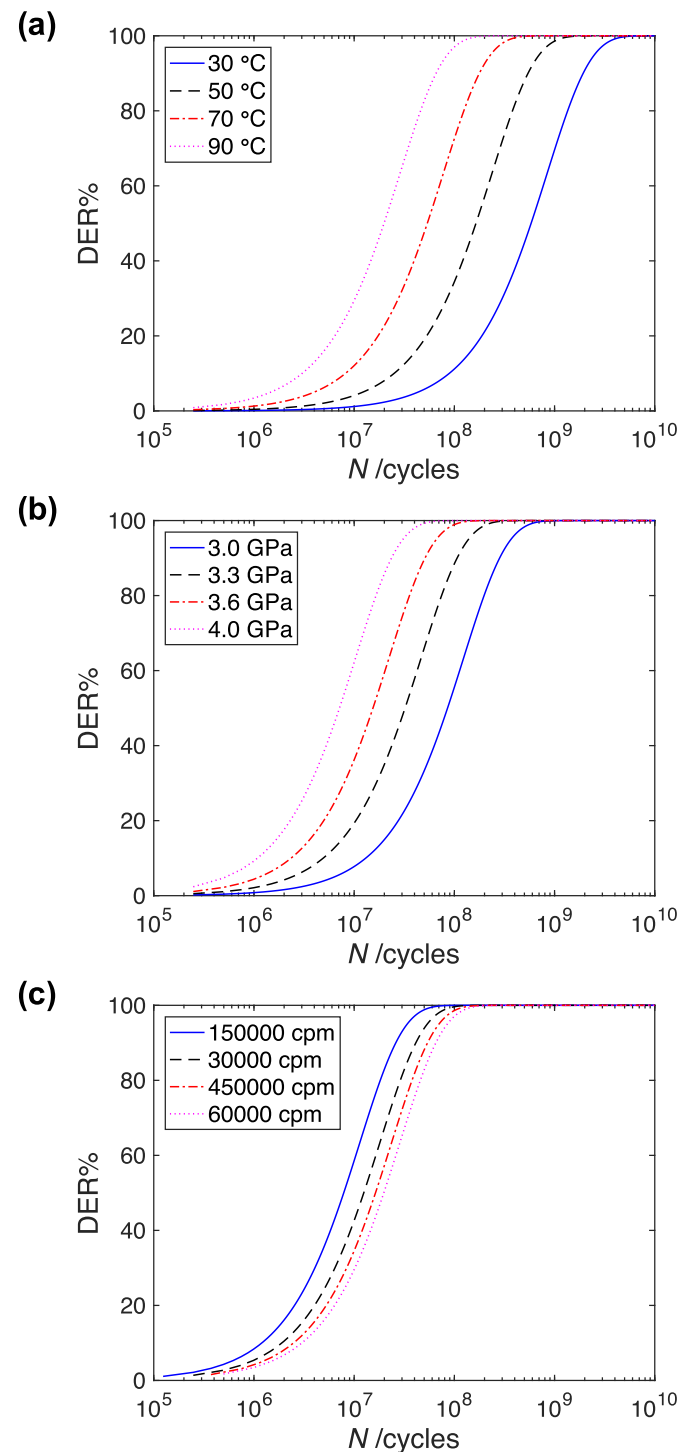 (a)
100
80
60
40
20
0
DER%
30 °C
50 °C
70 °C
90 °C
10^5 10^6 10^7 10^8 10^9 10^10
N /cycles
(b)
100
80
60
40
20
0
DER%
3.0 GPa
3.3 GPa
3.6 GPa
4.0 GPa
10^5 10^6 10^7 10^8 10^9 10^10
N /cycles
(c)
100
80
60
40
20
0
DER%
150000 cpm
30000 cpm
450000 cpm
60000 cpm
10^5 10^6 10^7 10^8 10^9 10^10
N /cycles